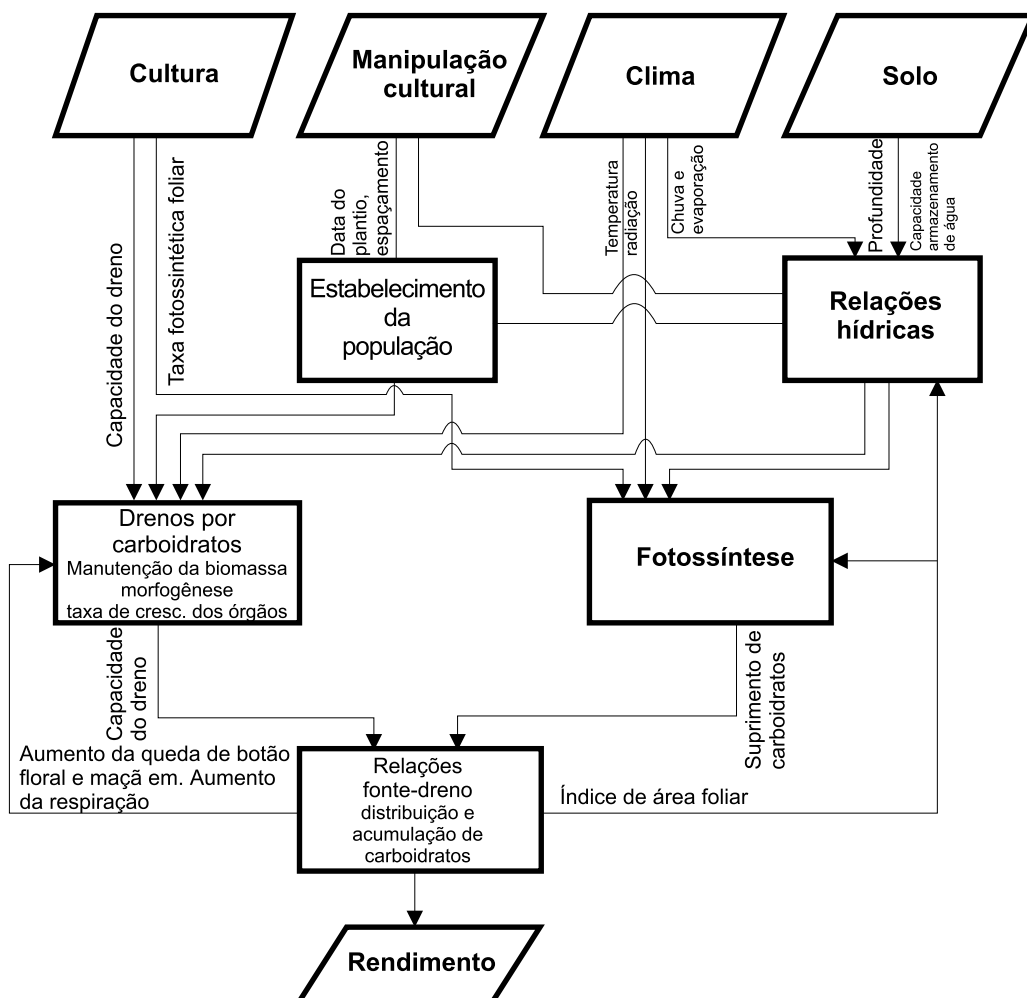 Cultura
Manipulação
cultural
Clima
Solo
Capacidade do dreno
Taxa fotossintética foliar
Data do
plantio,
espaçamento
Temperatura
radiação
Chuva e
evaporação
Profundidade
Capacidade
armazenamento
de água
Estabelecimento
da
população
Relações
hídricas
Drenos por
carboidratos
Manutenção da biomassa
morfogênese
taxa de cresc. dos órgãos
Fotossíntese
Capacidade
do dreno
Suprimento de
carboidratos
Aumento da queda de botão
floral e maçã em. Aumento
da respiração
Relações
fonte-dreno
distribuição e
acumulação de
carboidratos
Índice de área foliar
Rendimento